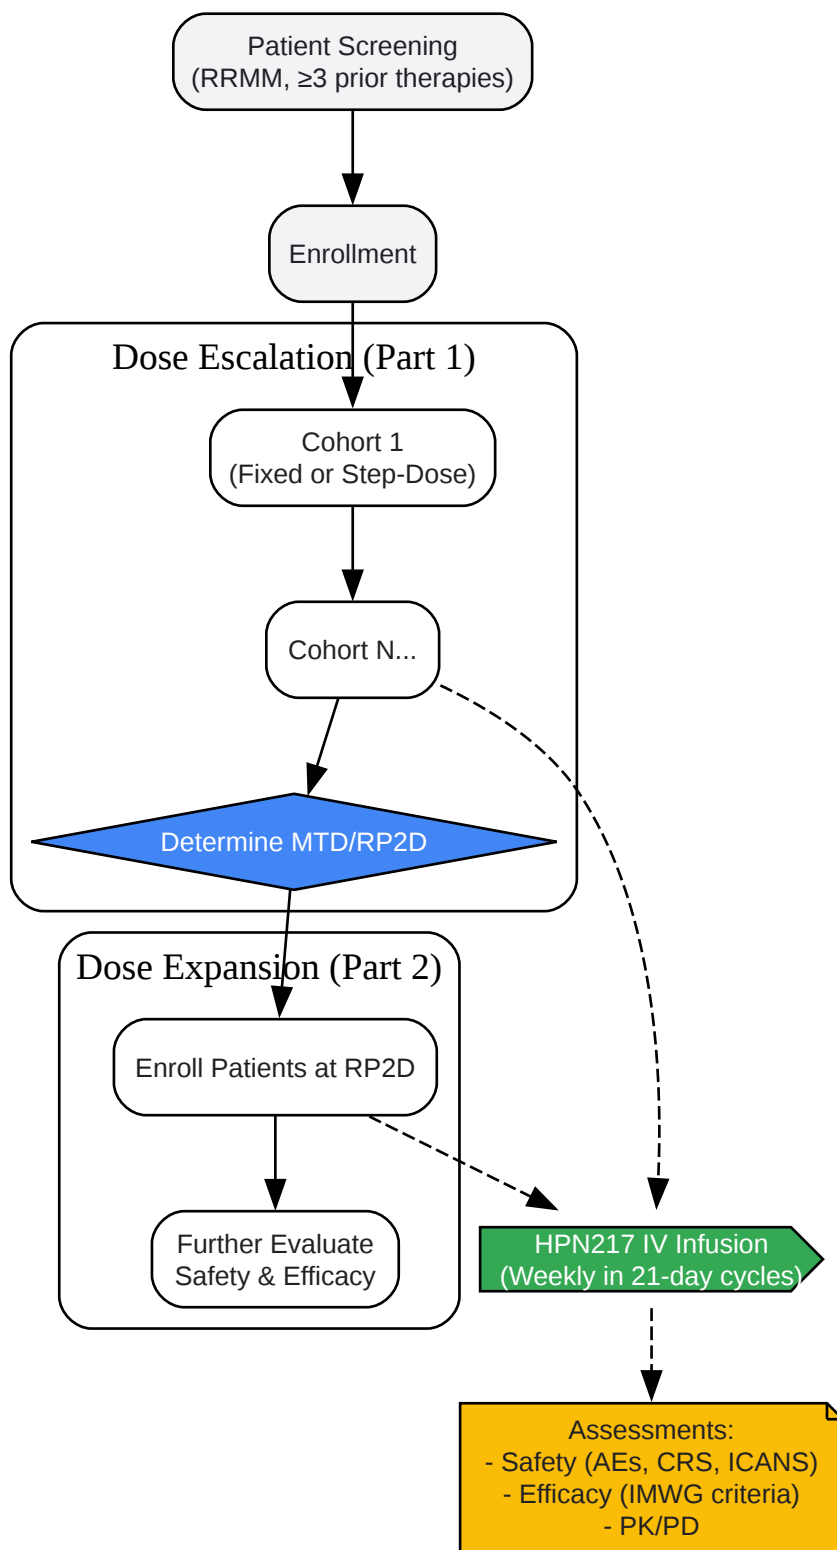 Patient Screening
(RRMM, ≥3 prior therapies)
Enrollment
Dose Escalation (Part 1)
Cohort 1
(Fixed or Step-Dose)
Cohort N...
Determine MTD/RP2D
Dose Expansion (Part 2)
Enroll Patients at RP2D
Further Evaluate
Safety & Efficacy
HPN217 IV Infusion
(Weekly in 21-day cycles)
Assessments:
- Safety (AEs, CRS, ICANS)
- Efficacy (IMWG criteria)
- PK/PD